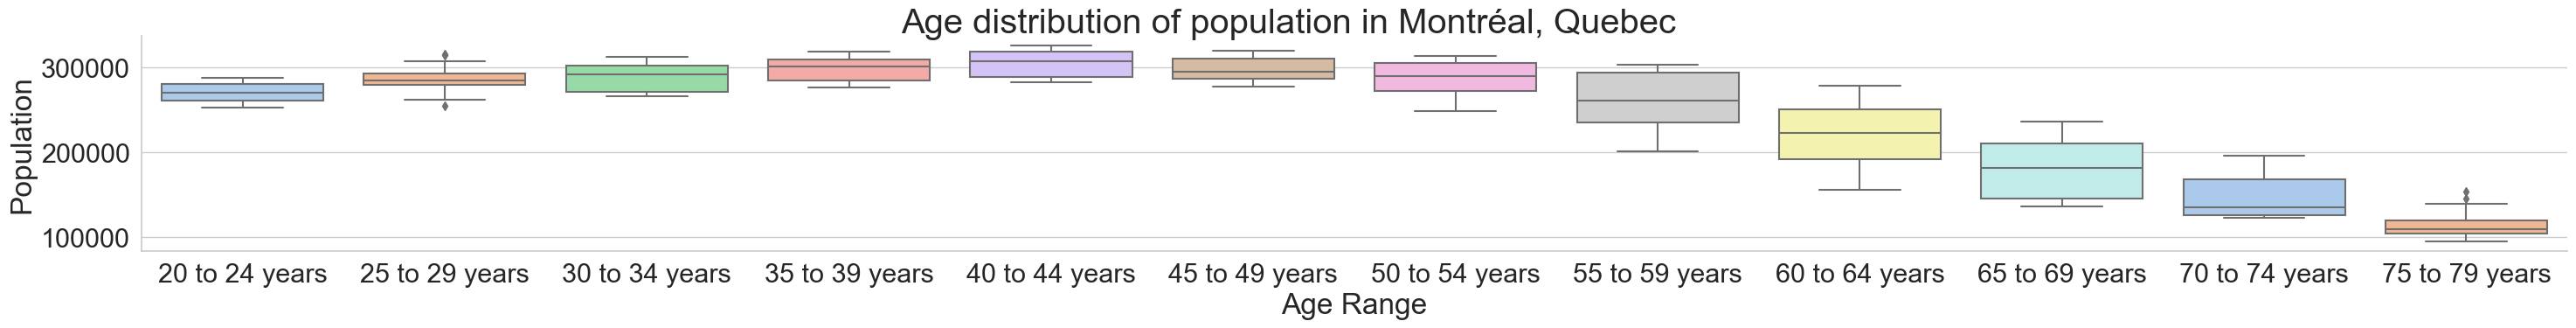 Age distribution of population in Montréal, Quebec
Population
300000
200000
100000
20 to 24 years 25 to 29 years 30 to 34 years 35 to 39 years 40 to 44 years 45 to 49 years 50 to 54 years 55 to 59 years 60 to 64 years 65 to 69 years 70 to 74 years 75 to 79 years
Age Range